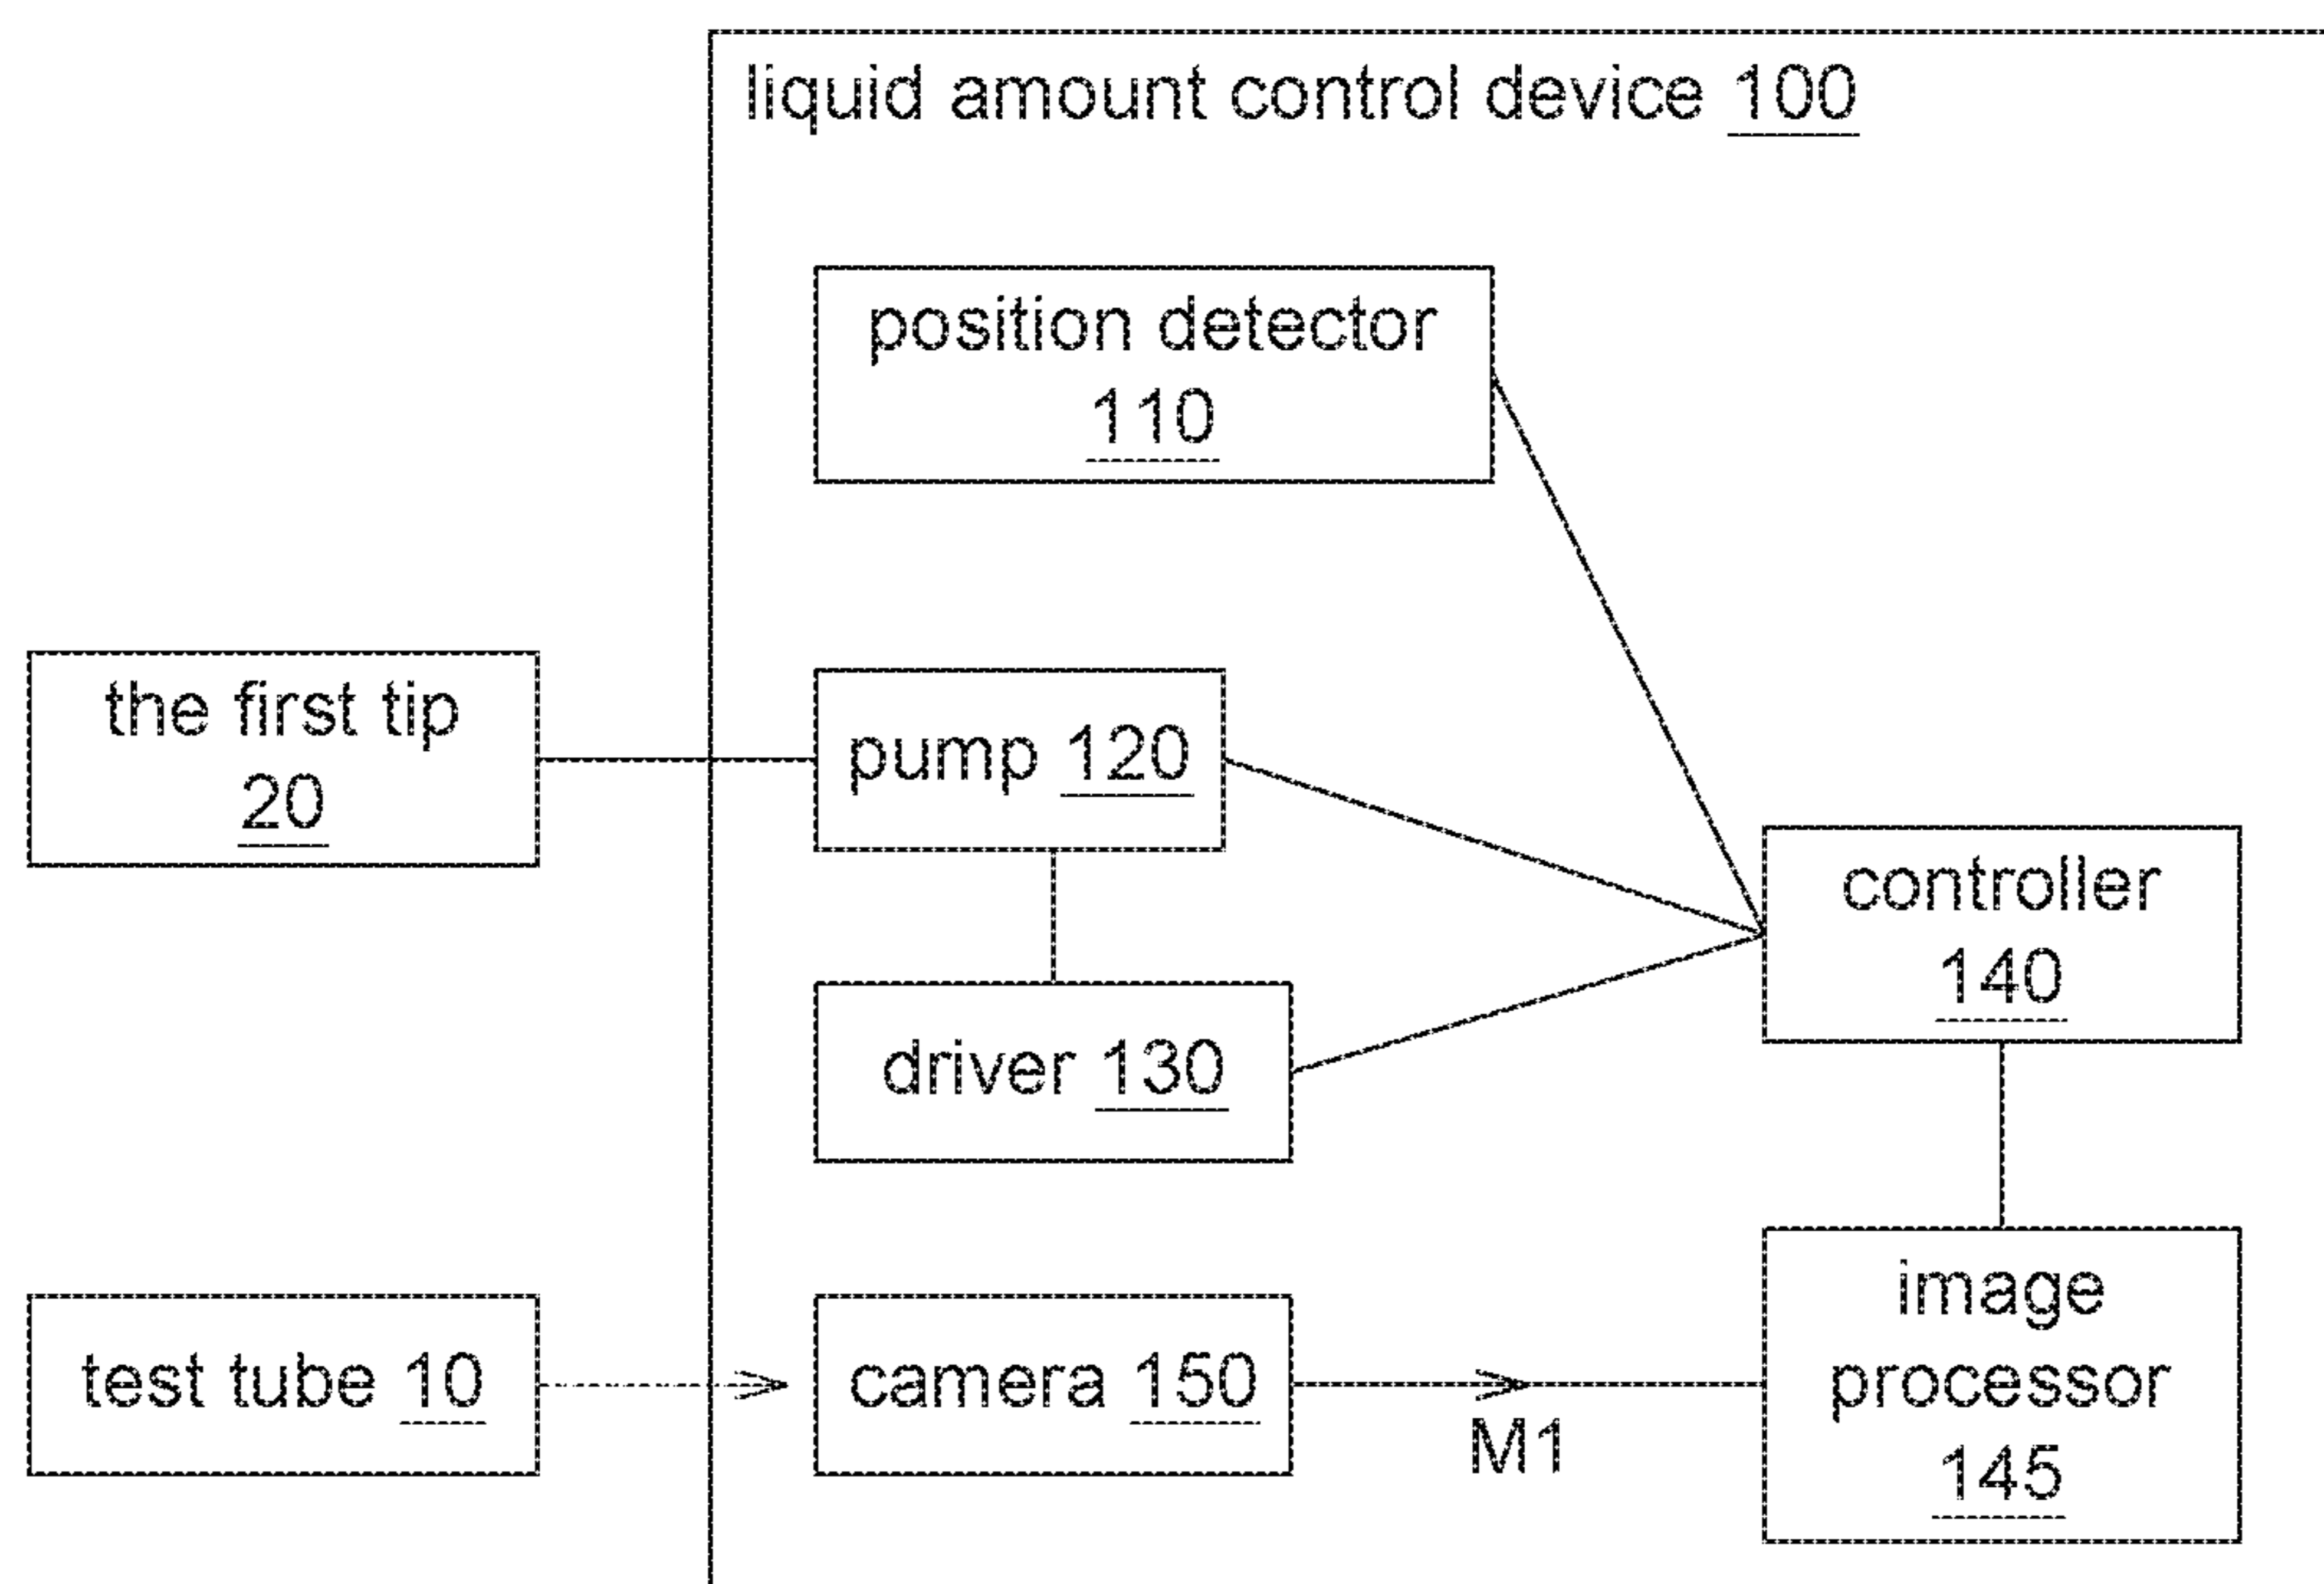 liquid amount control device 100
position detector
110
the first tip
20
pump 120
controller
140
driver 130
test tube 10
camera 150
M1
image
processor
145